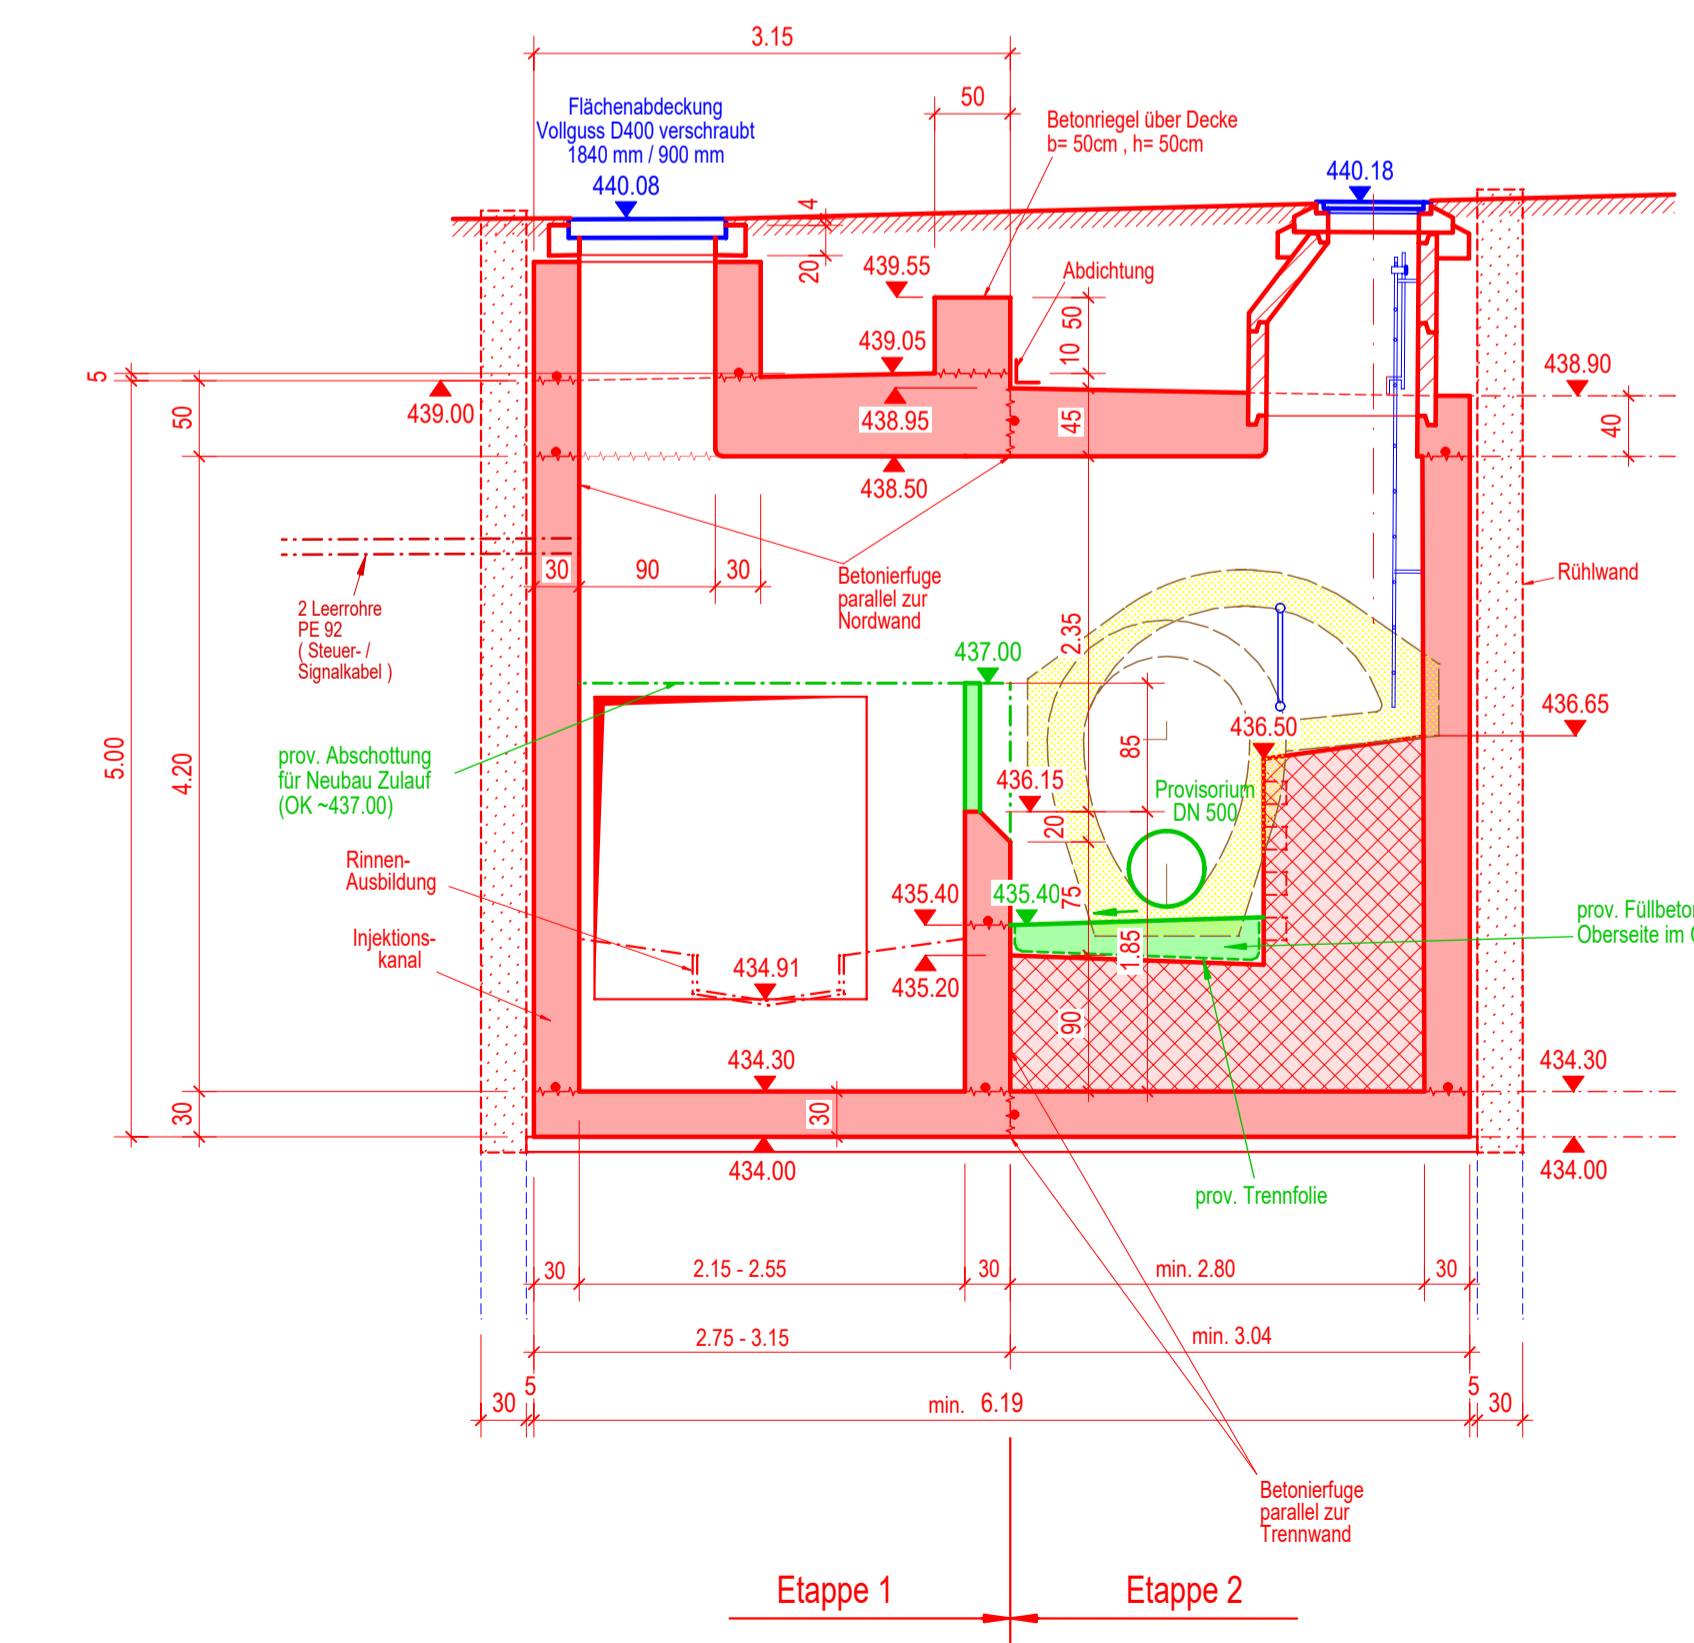 3.15
50
Flächenabdeckung
Vollguss D400 verschraubt
1840 mm / 900 mm
440.08
Betonriegel über Decke
b= 50cm , h= 50cm
440.18
4
20
439.55
Abdichtung
50
10
439.05
438.90
5
439.00
50
438.95
45
40
438.50
30
90
30
Betonierfuge
parallel zur
Nordwand
Rühlwand
2 Leerrohre
PE 92
( Steuer- /
Signalkabel )
2.35
437.00
436.65
436.50
5.00
4.20
prov. Abschottung
für Neubau Zulauf
(OK ~437.00)
85
436.15
Provisorium
DN 500
20
Rinnen-
Ausbildung
435.40
435.40
75
Injektions-
kanal
prov. Füllbeto
Oberseite im
1.85
434.91
435.20
90
434.30
434.30
30
30
434.00
434.00
prov. Trennfolie
30
2.15 - 2.55
30
min. 2.80
30
2.75 - 3.15
min. 3.04
30
5
min. 6.19
5
30
Betonierfuge
parallel zur
Trennwand
Etappe 1
Etappe 2